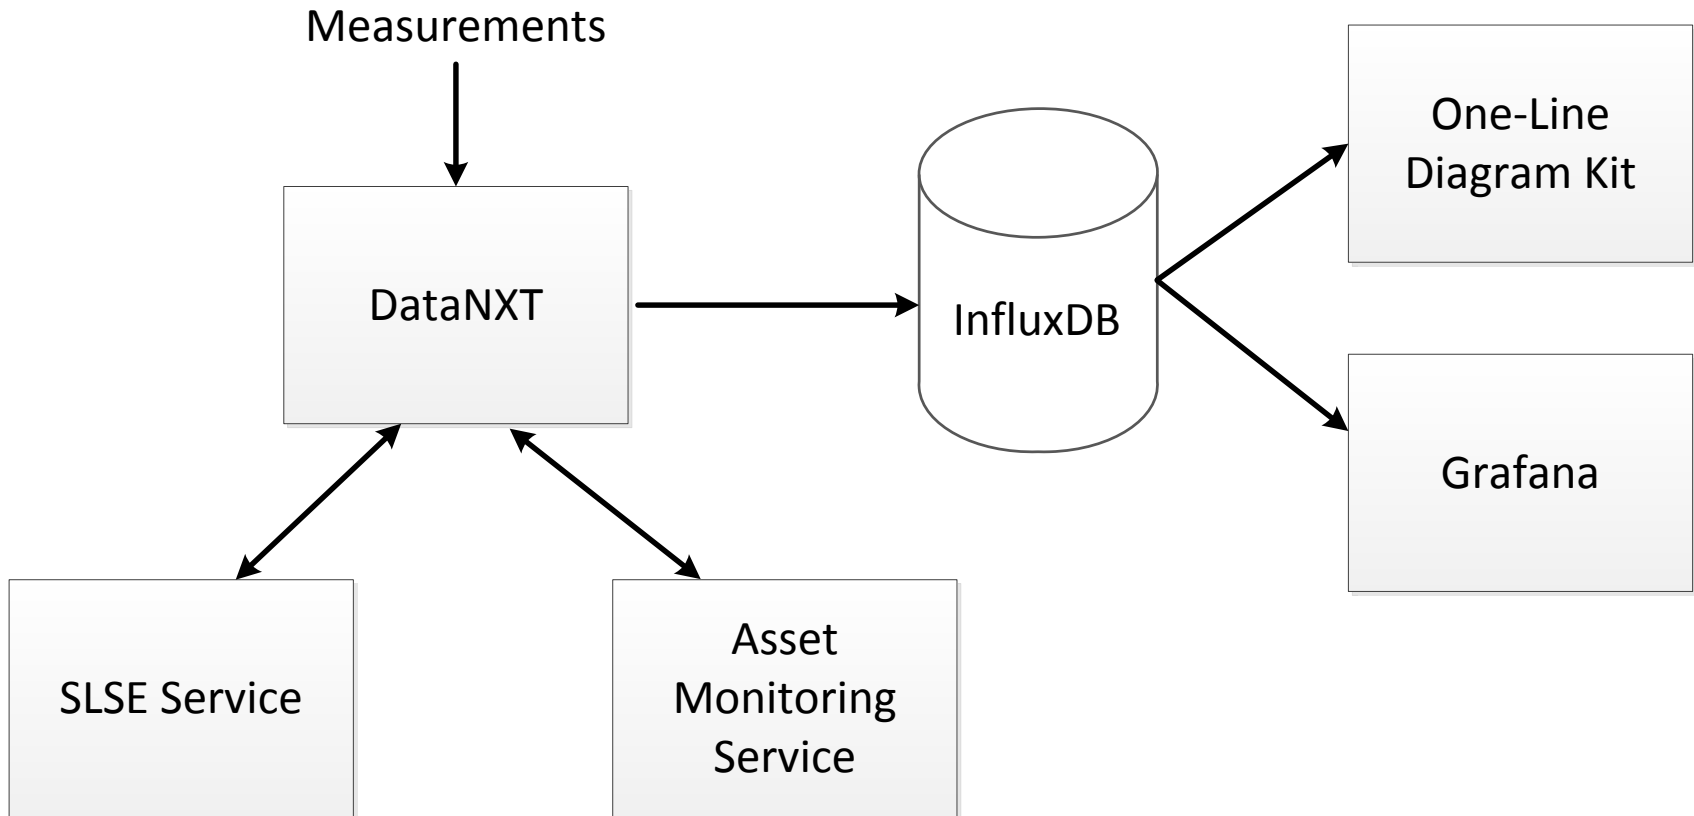 Measurements
One-Line
Diagram Kit
DataNXT
InfluxDB
Grafana
SLSE Service
Asset
Monitoring
Service